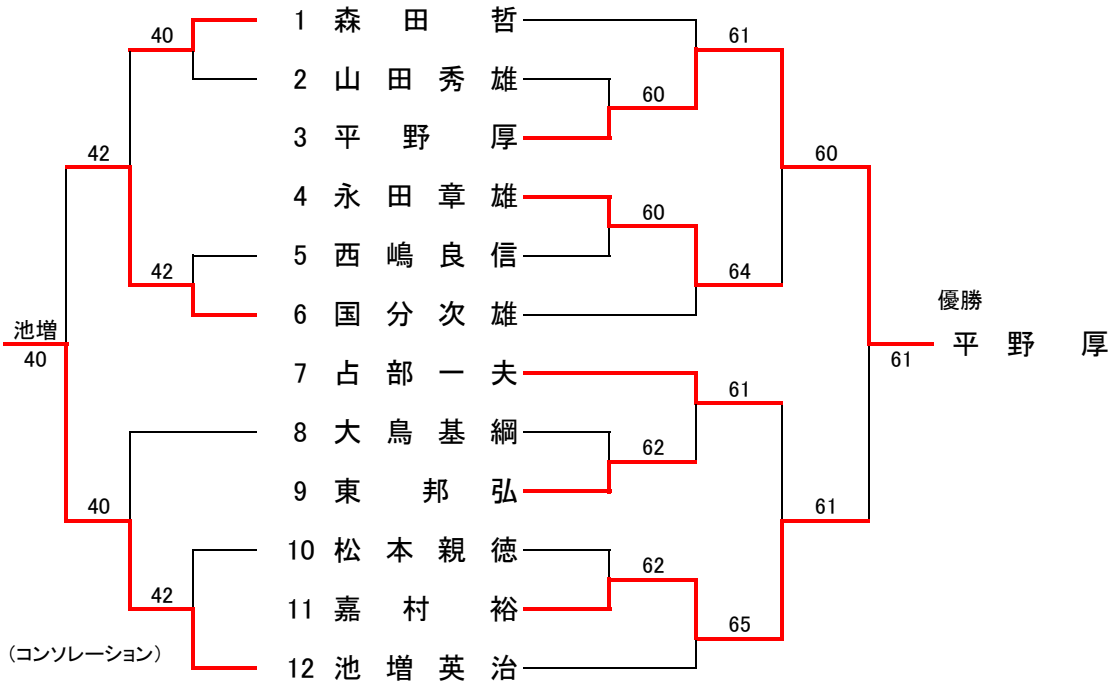 1 森田 哲
40
61
2 山田秀雄
60
3 平野 厚
42
60
4 永田章雄
60
5 西嶋良信
42
64
6 国分次雄
優勝
池増
平野 厚
40
61
7 占部一夫
61
8 大鳥基綱
62
9 東 邦弘
40
61
10 松本親徳
62
42
11 嘉村 裕
65
(コンソレーション)
12 池増英治